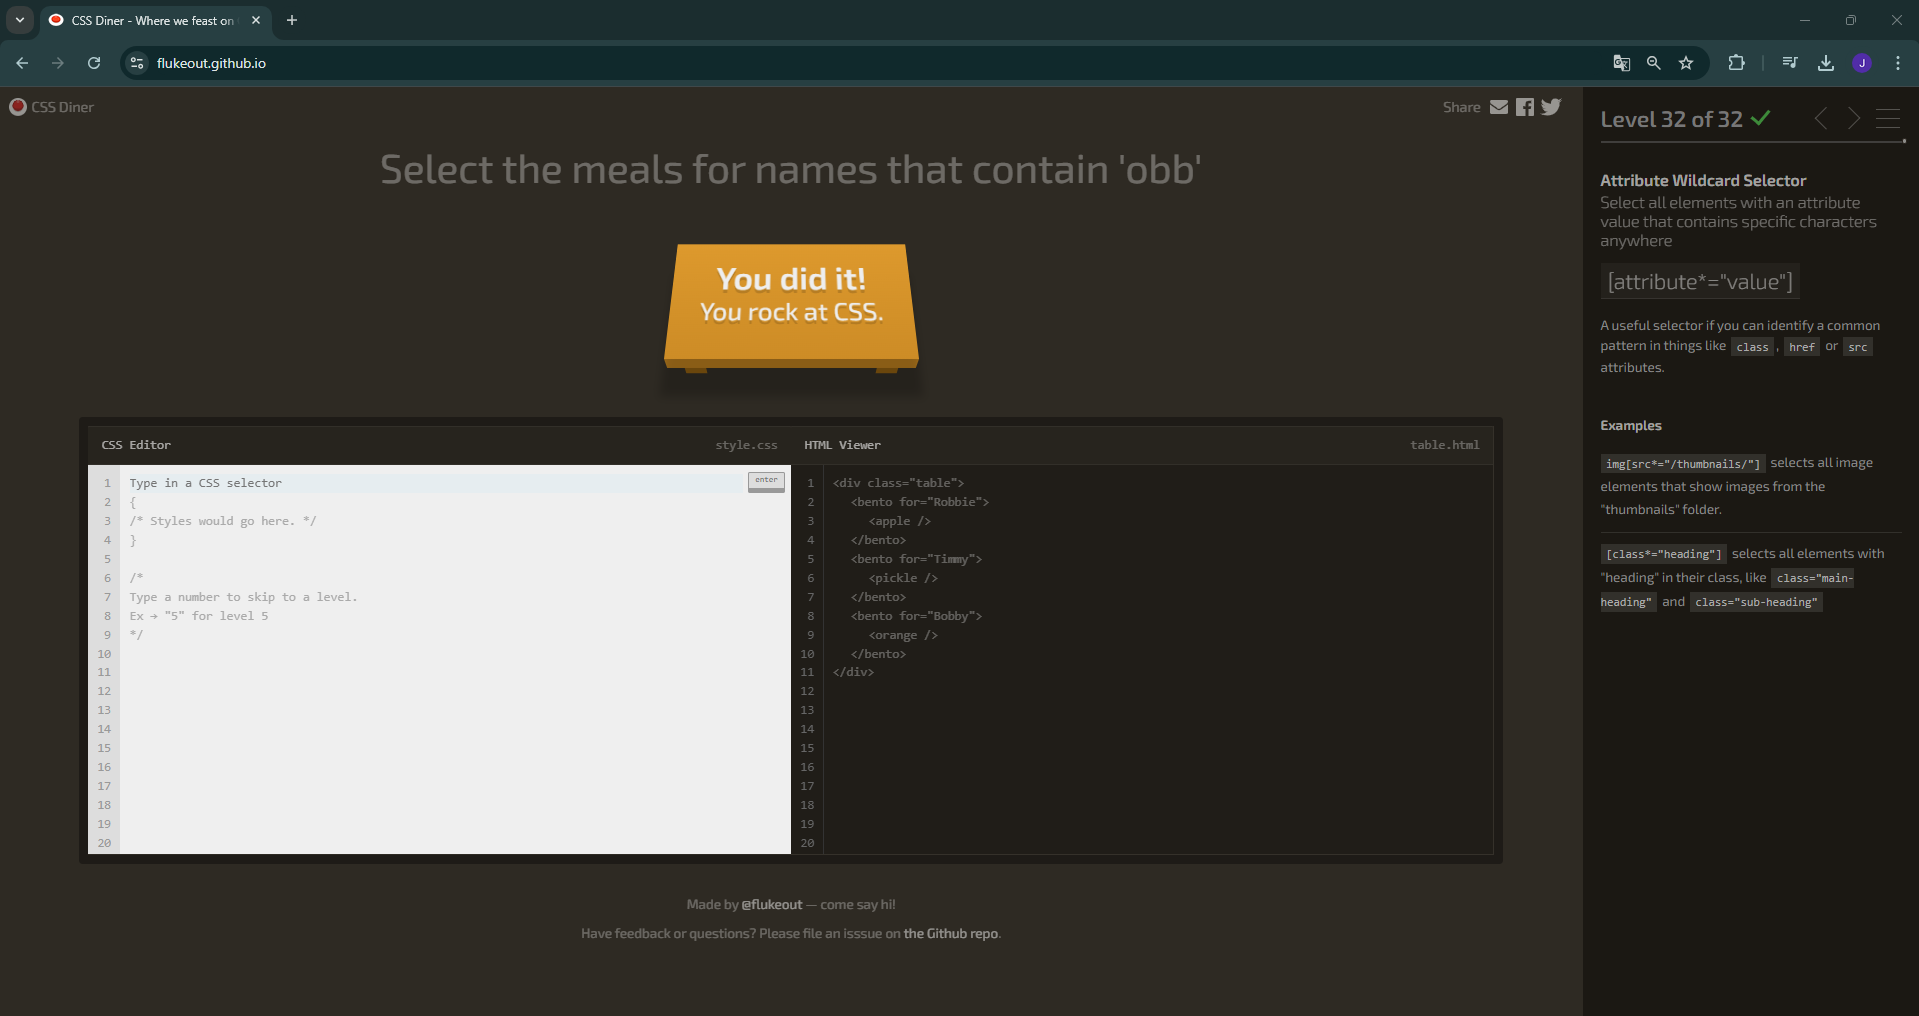 CSS Diner - Where we feast on
flukeout.github.io
J
CSS Diner
Share
Select the meals for names that contain 'obb'
You did it!
You rock at CSS.
CSS Editor
style.css
1 Type in a CSS selector
enter
2 {
3 /* Styles would go here. */
4 }
5
6 /*
7 Type a number to skip to a level.
8 Ex → "5" for level 5
9 */
10
11
12
13
14
15
16
17
18
19
20
HTML Viewer
table.html
1 <div class="table">
2 <bento for="Robbie">
3 <apple />
4 </bento>
5 <bento for="Timmy">
6 <pickle />
7 </bento>
8 <bento for="Bobby">
9 <orange />
10 </bento>
11 </div>
12
13
14
15
16
17
18
19
20
Made by @flukeout — come say hi!
Have feedback or questions? Please file an isssue on the Github repo.
Level 32 of 32
Attribute Wildcard Selector
Select all elements with an attribute
value that contains specific characters
anywhere
[attribute*="value"]
A useful selector if you can identify a common
pattern in things like class , href or src
attributes.
Examples
img[src*="/thumbnails/"] selects all image
elements that show images from the
"thumbnails" folder.
[class*="heading"] selects all elements with
"heading" in their class, like class="main-
heading" and class="sub-heading"